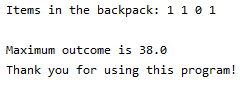 Items in the backpack: 1 1 0 1
Maximum outcome is 38.0
Thank you for using this program!